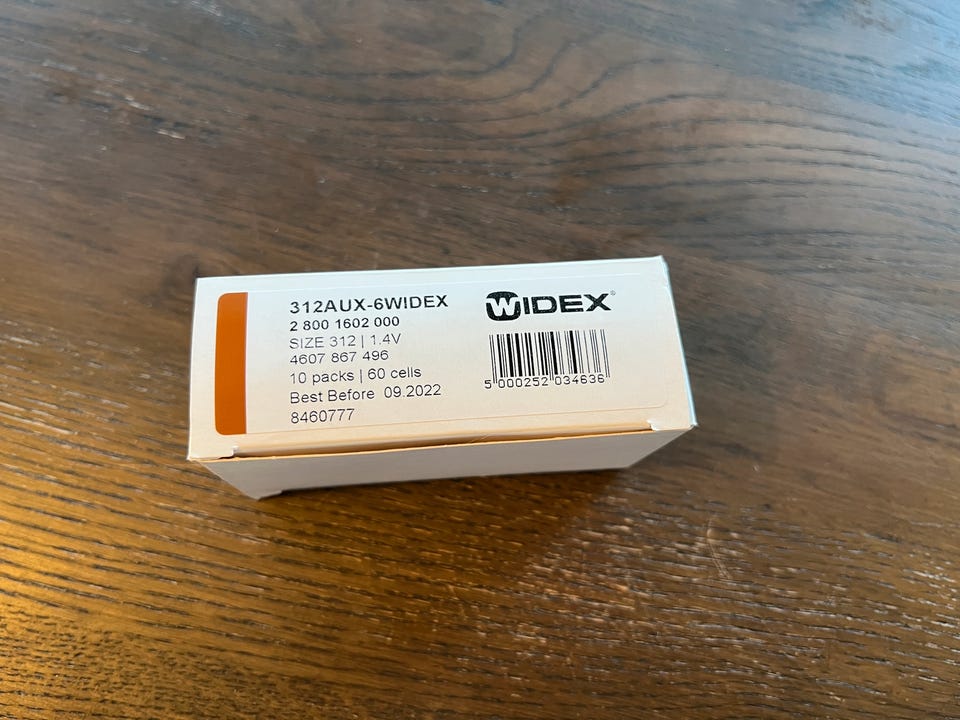 312AUX-6WIDEX
2 800 1602 000
SIZE 312 | 1.4V
4607 867 496
10 packs | 60 cells
Best Before 09.2022
8460777
WIDEX®
5 000252 034636